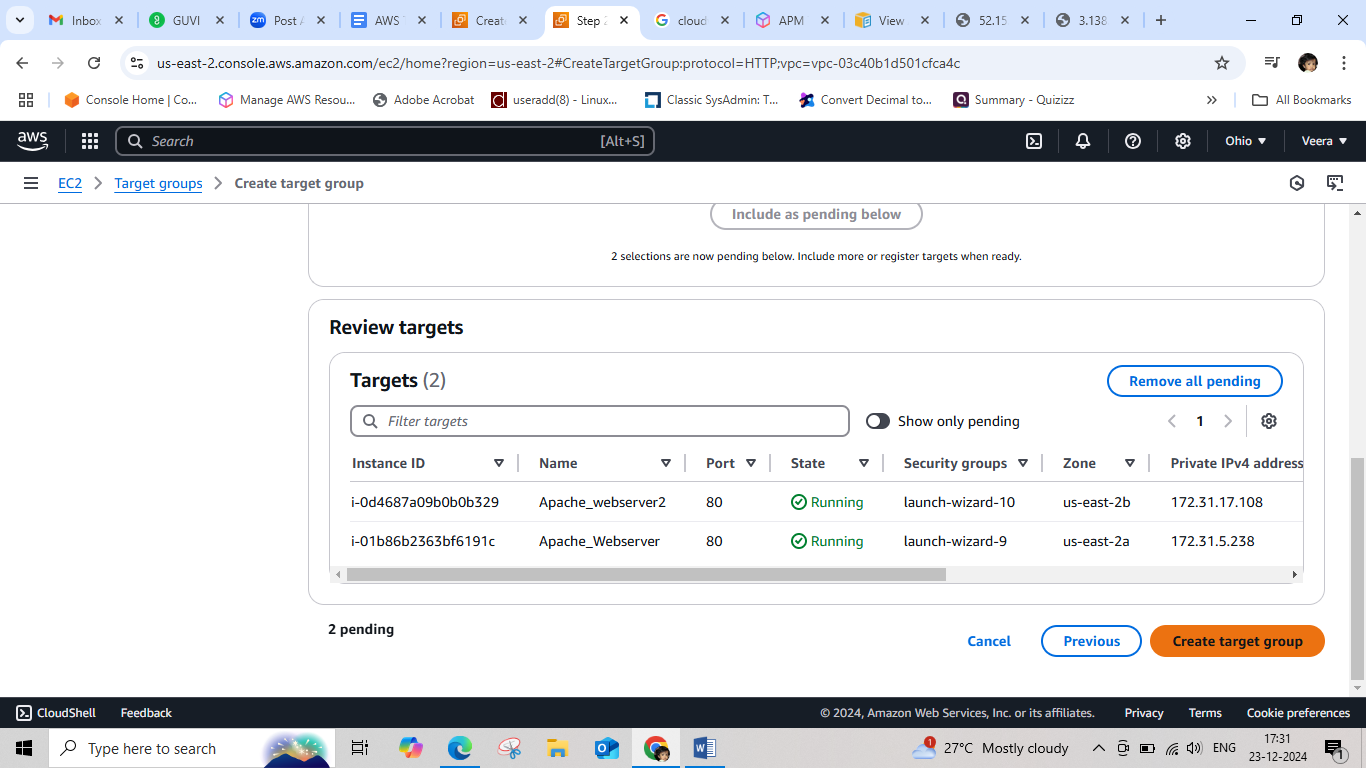 Inbox
GUVI
zm Post A
AWS T
Create
Step 2
cloud
APM
View
52.15
3.138
us-east-2.console.aws.amazon.com/ec2/home?region=us-east-2#CreateTargetGroup:protocol=HTTP;vpc=vpc-03c40b1d501cfca4c
Console Home | Co...
Manage AWS Resou...
Adobe Acrobat
useradd(8) - Linux...
Classic SysAdmin: T...
Convert Decimal to...
Summary - Quizizz
All Bookmarks
aws
Search [Alt+S]
Ohio
Veera
EC2 > Target groups > Create target group
Include as pending below
2 selections are now pending below. Include more or register targets when ready.
Review targets
Targets (2)
Remove all pending
Filter targets
Show only pending
1
Instance ID Name Port State Security groups Zone Private IPv4 address
i-0d4687a09b0b0b329 Apache_webserver2 80 Running launch-wizard-10 us-east-2b 172.31.17.108
i-01b86b2363bf6191c Apache_Webserver 80 Running launch-wizard-9 us-east-2a 172.31.5.238
2 pending
Cancel
Previous
Create target group
CloudShell
Feedback
© 2024, Amazon Web Services, Inc. or its affiliates.
Privacy
Terms
Cookie preferences
Type here to search
1
27°C Mostly cloudy
ENG
17:31
23-12-2024
1